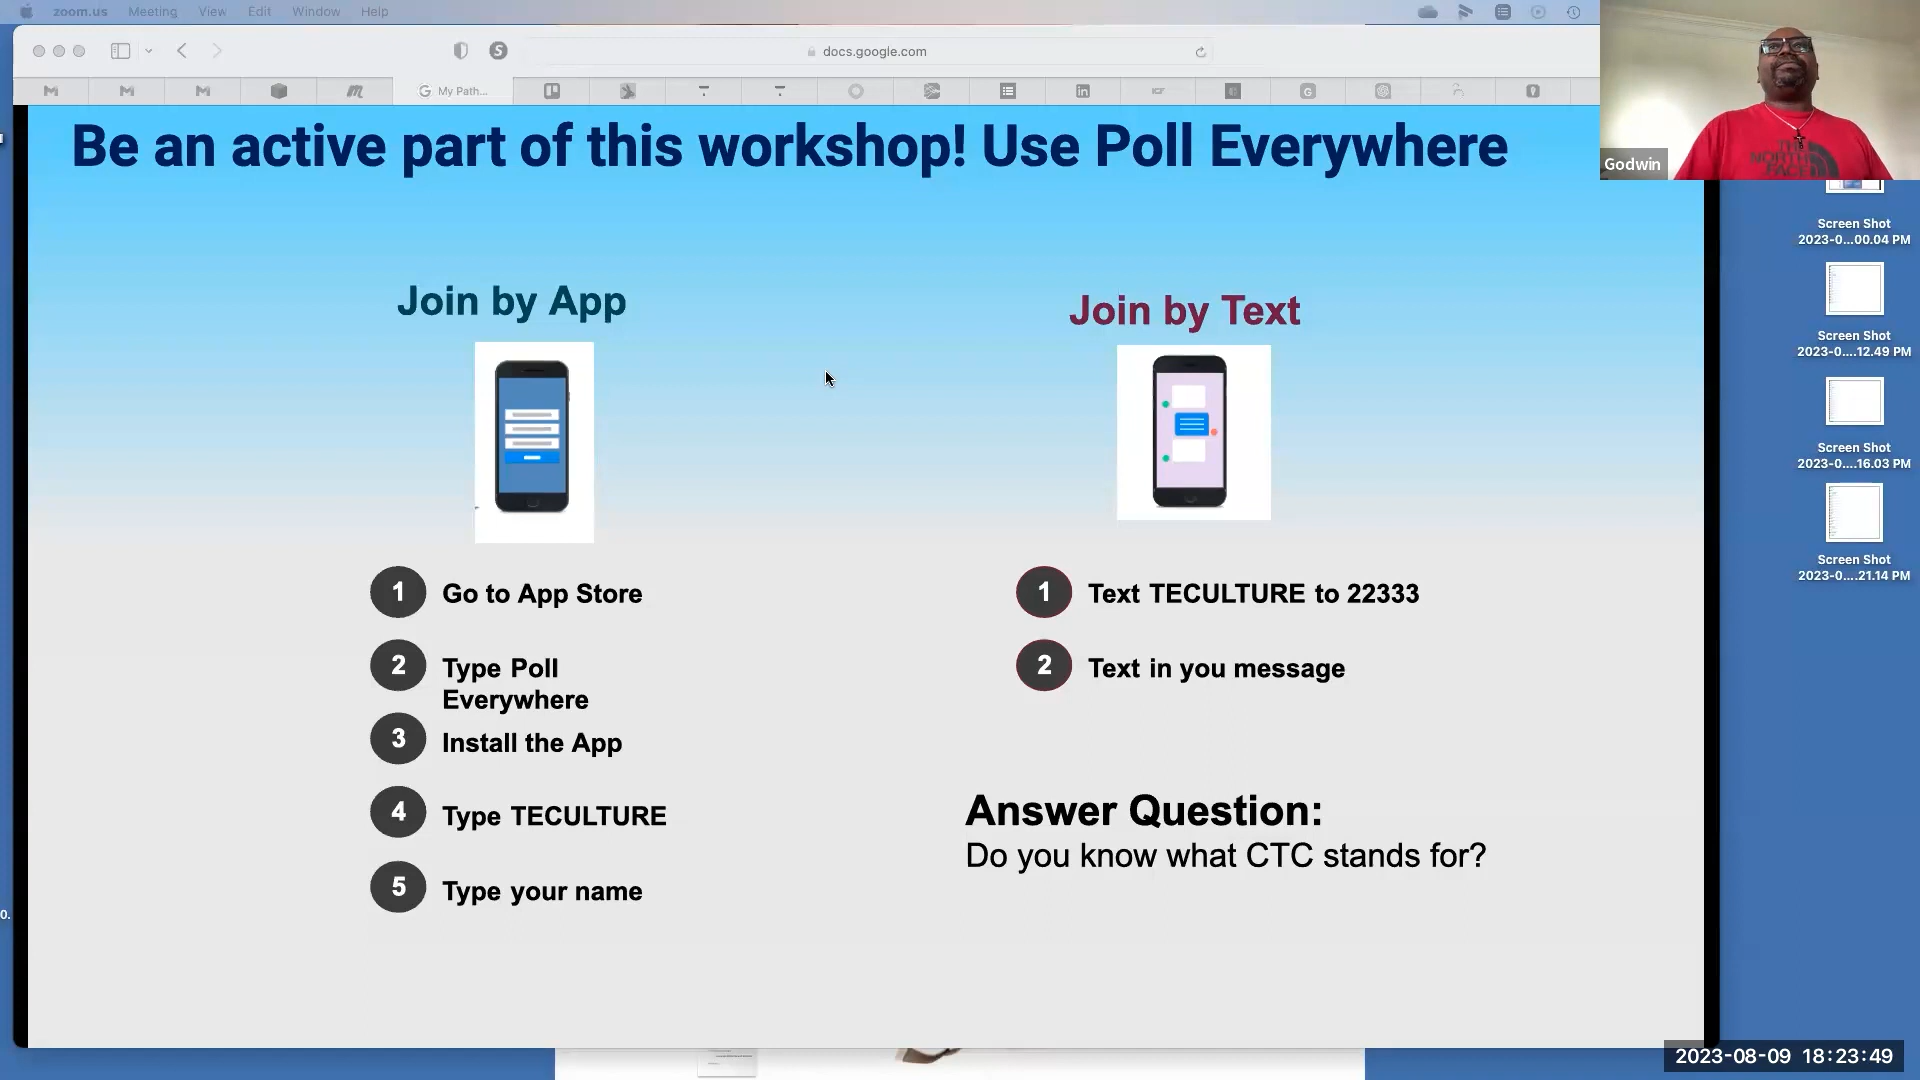 zoom.us Meeting View Edit Window Help
docs.google.com
My Path...
Godwin
Be an active part of this workshop! Use Poll Everywhere
Join by App
Join by Text
1 Go to App Store
2 Type Poll
Everywhere
3 Install the App
4 Type TECULTURE
5 Type your name
1 Text TECULTURE to 22333
2 Text in you message
Answer Question:
Do you know what CTC stands for?
Screen Shot
2023-0...00.04 PM
Screen Shot
2023-0....12.49 PM
Screen Shot
2023-0....16.03 PM
Screen Shot
2023-0....21.14 PM
0.
THE
NORTH
FACE
2023-08-09 18:23:49